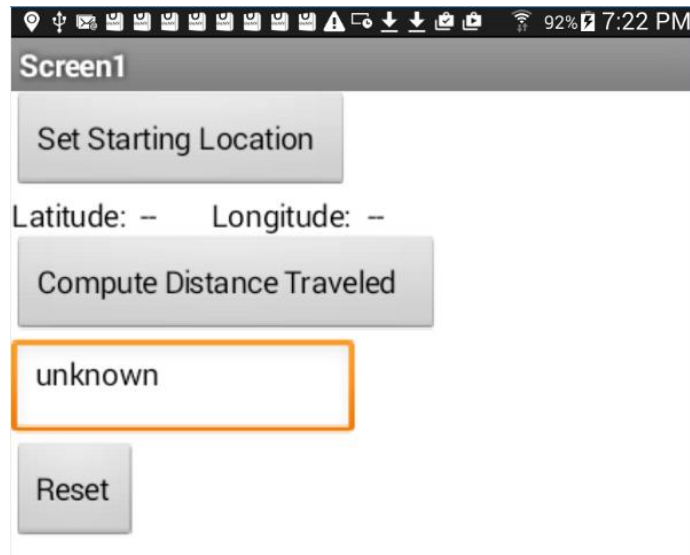 92% 7:22 PM
Screen1
Set Starting Location
Latitude: -- Longitude: --
Compute Distance Traveled
unknown
Reset